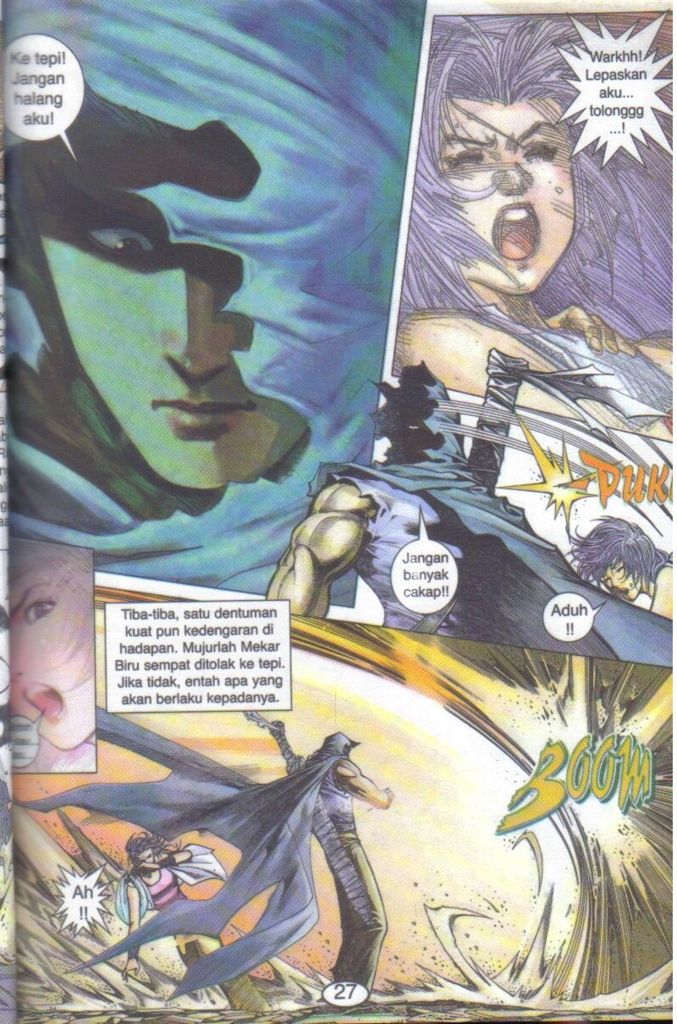 Ke tepi!
Jangan
halang
aku!
Warkhh!
Lepaskan
aku...
tolonggg
...!
DUK
Jangan
banyak
cakap!!
Aduh
!!
Tiba-tiba, satu dentuman
kuat pun kedengaran di
hadapan. Mujurlah Mekar
Biru sempat ditolak ke tepi.
Jika tidak, entah apa yang
akan berlaku kepadanya.
BOOM
Ah
!!
27